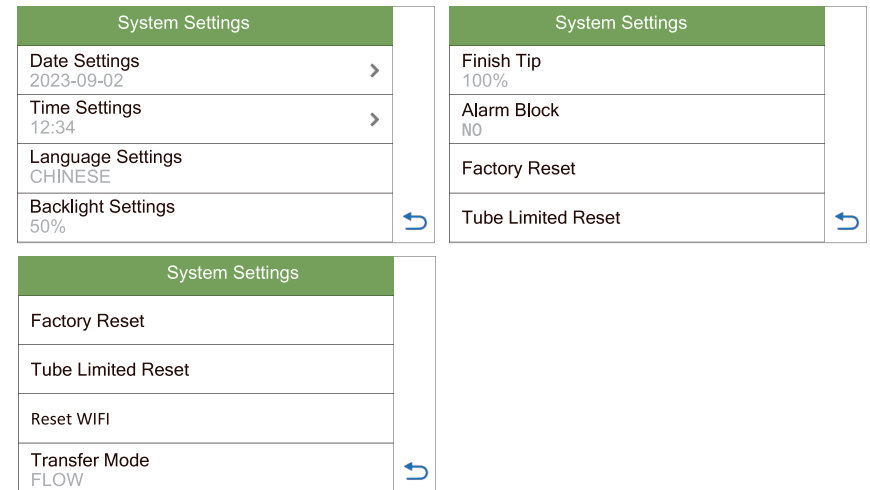 System Settings
Date Settings
2023-09-02
Time Settings
12:34
Language Settings
CHINESE
Backlight Settings
50%
System Settings
Finish Tip
100%
Alarm Block
NO
Factory Reset
Tube Limited Reset
System Settings
Factory Reset
Tube Limited Reset
Reset WIFI
Transfer Mode
FLOW